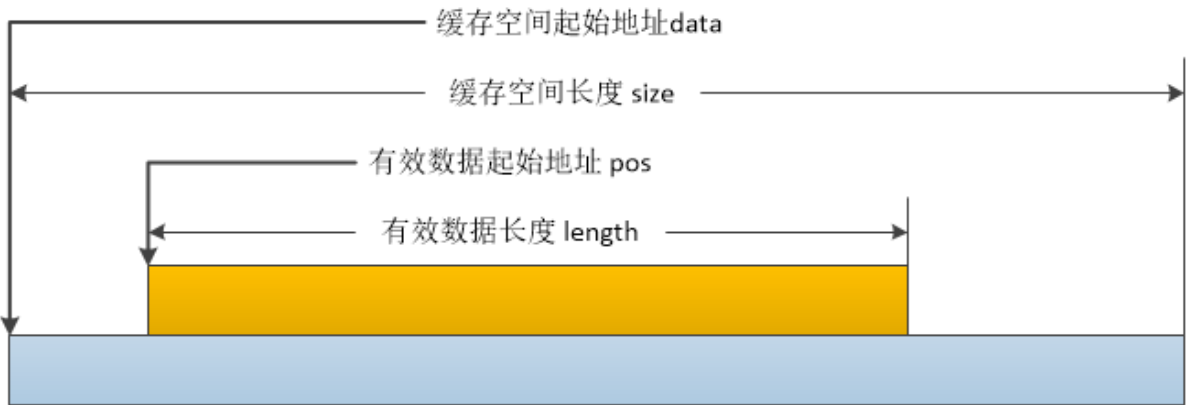 缓存空间起始地址data
缓存空间长度 size
有效数据起始地址 pos
有效数据长度 length